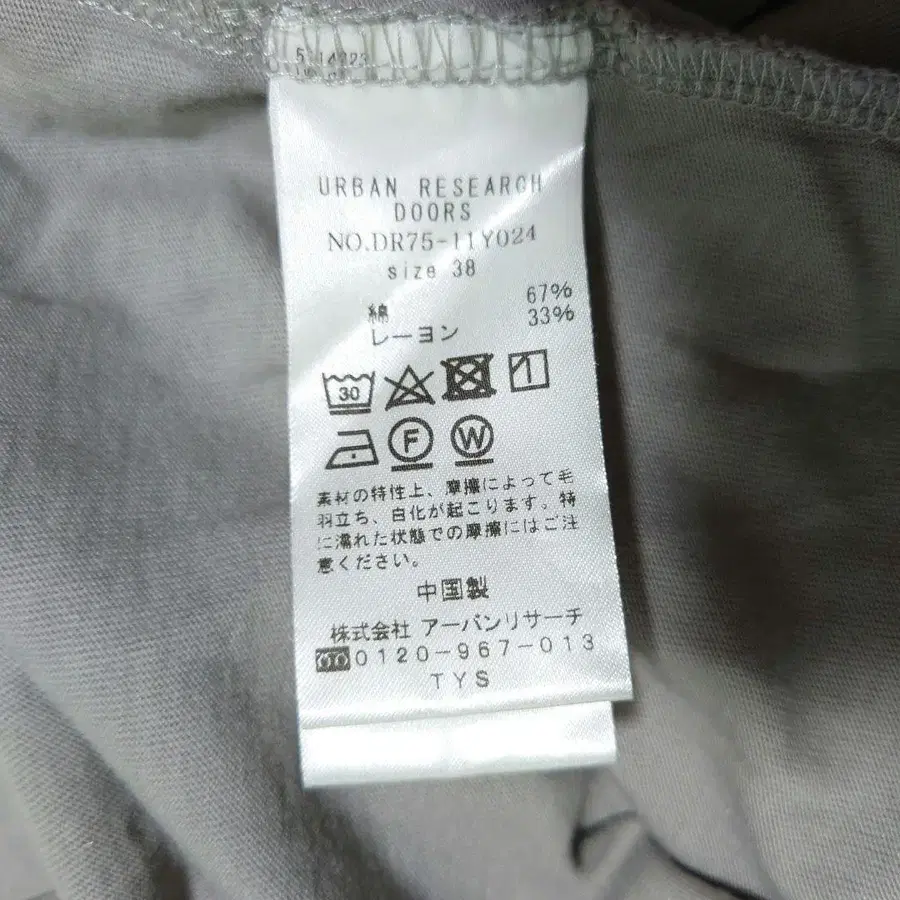 URBAN RESEARCH
DOORS
NO.DR75-11Y024
size 38
綿 67%
レーヨン 33%
30
F W
素材の特性上、摩擦によって毛
羽立ち、白化が起こります。特
に濡れた状態での摩擦にはご注
意ください。
中国製
株式会社 アーバンリサーチ
0120-967-013
TYS